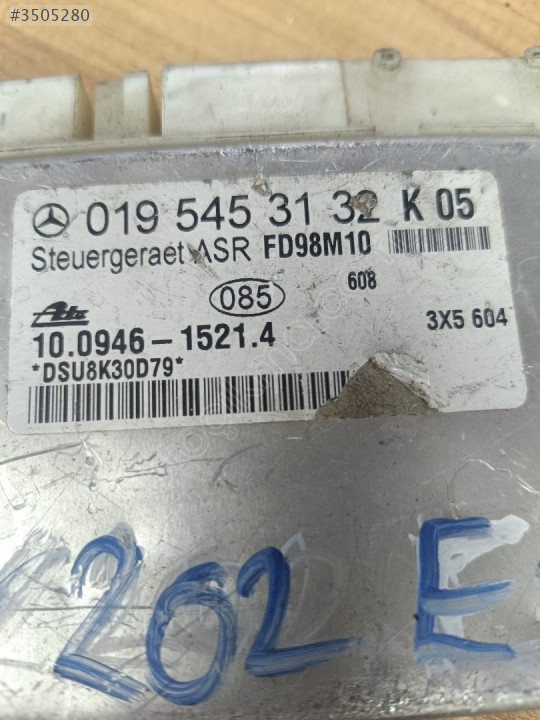 #3505280
019 545 31 32 K 05
Steuergeraet ASR FD98M10
608
085
Ate
3X5 604
10.0946-1521.4
*DSU8K30D79*
202 E